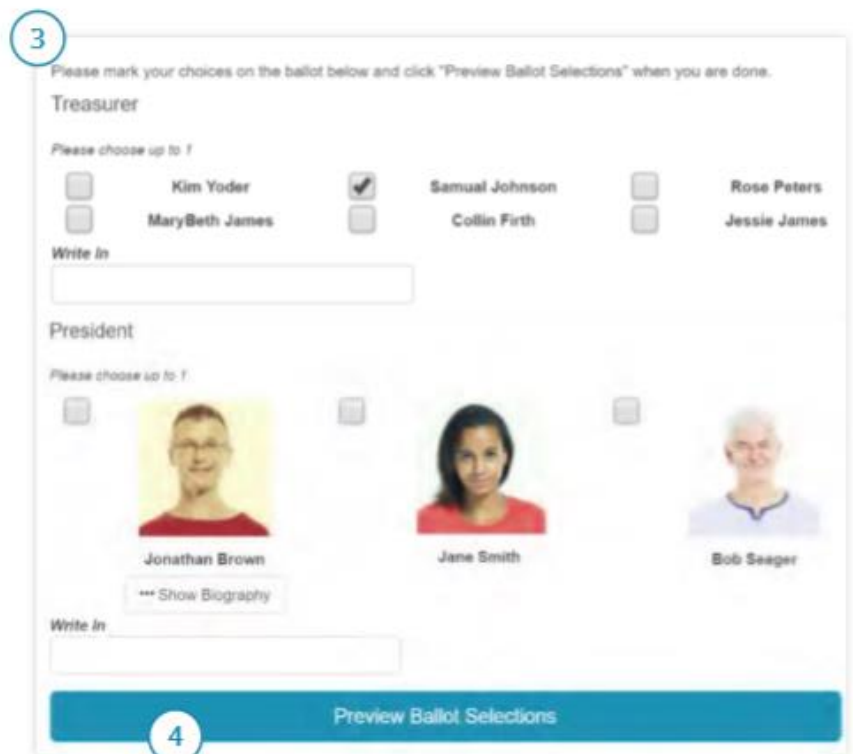 3
Please mark your choices on the ballot below and click "Preview Ballot Selections" when you are done.
Treasurer
Please choose up to 1
Kim Yoder Samual Johnson Rose Peters
MaryBeth James Collin Firth Jessie James
Write In
President
Please choose up to 1
Jonathan Brown Jane Smith Bob Seager
••• Show Biography
Write In
Preview Ballot Selections
4